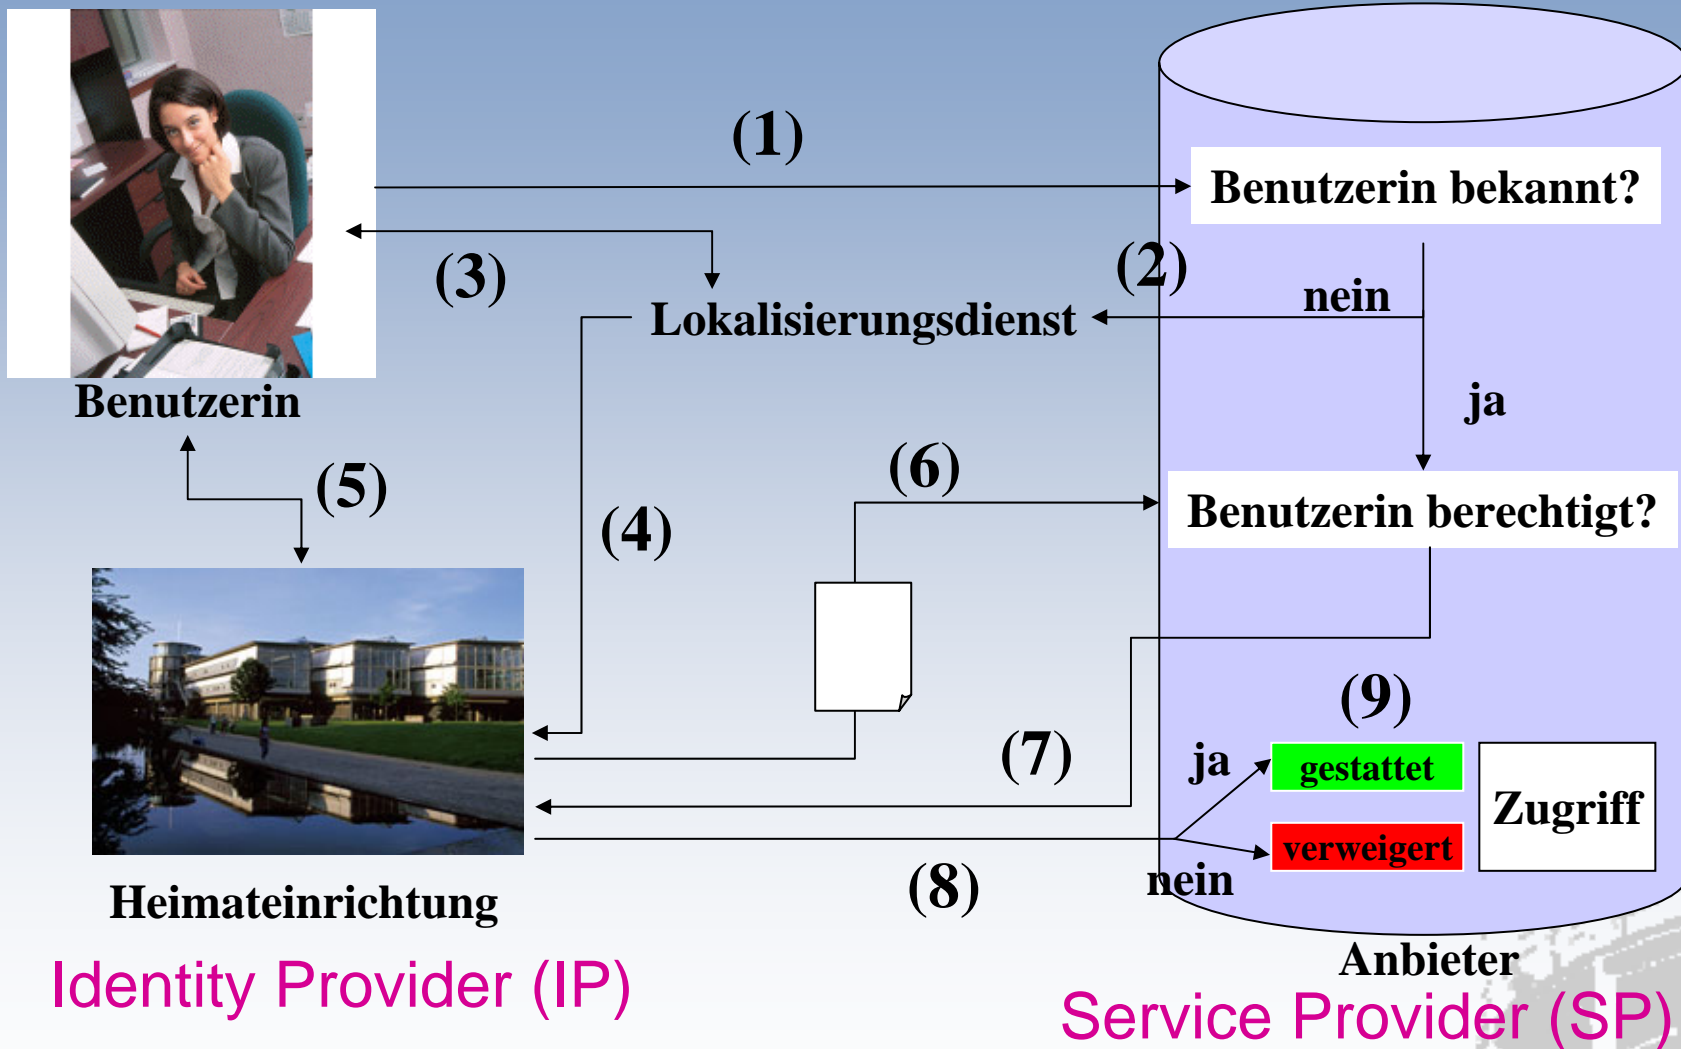 (1)
Benutzerin bekannt?
(2)
(3)
nein
Lokalisierungsdienst
Benutzerin
ja
(5)
(6)
(4)
Benutzerin berechtigt?
(9)
(7)
ja
gestattet
Zugriff
verweigert
nein
(8)
Heimateinrichtung
Anbieter
Identity Provider (IP)
Service Provider (SP)